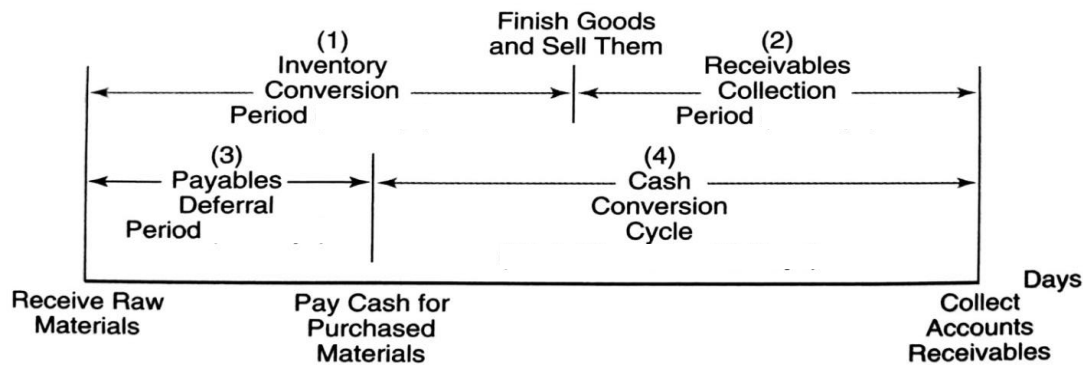 Finish Goods
and Sell Them
(1)
Inventory
Conversion
Period
(2)
Receivables
Collection
Period
(3)
Payables
Deferral
Period
(4)
Cash
Conversion
Cycle
Days
Receive Raw
Materials
Pay Cash for
Purchased
Materials
Collect
Accounts
Receivables